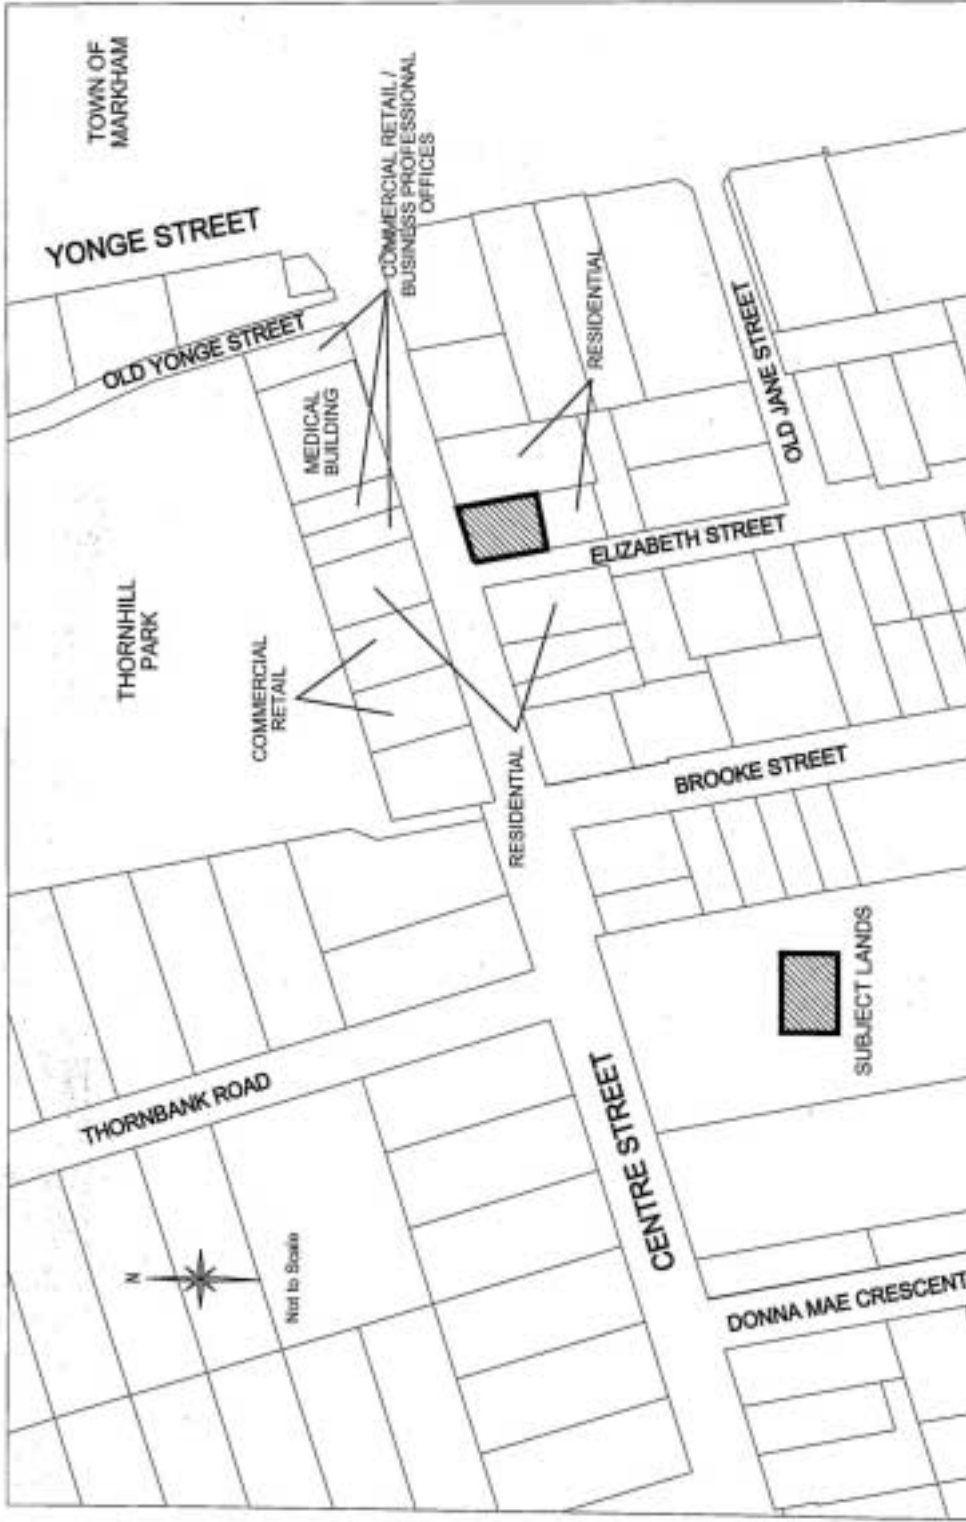 TOWN OF
MARKHAM
YONGE STREET
COMMERCIAL RETAIL /
BUSINESS PROFESSIONAL
OFFICES
OLD YONGE STREET
MEDICAL
BUILDING
RESIDENTIAL
OLD JANE STREET
THORNHILL
PARK
ELIZABETH STREET
COMMERCIAL
RETAIL
RESIDENTIAL
BROOKE STREET
SUBJECT LANDS
THORNBANK ROAD
CENTRE STREET
N
Not to Scale
DONNA MAE CRESCENT